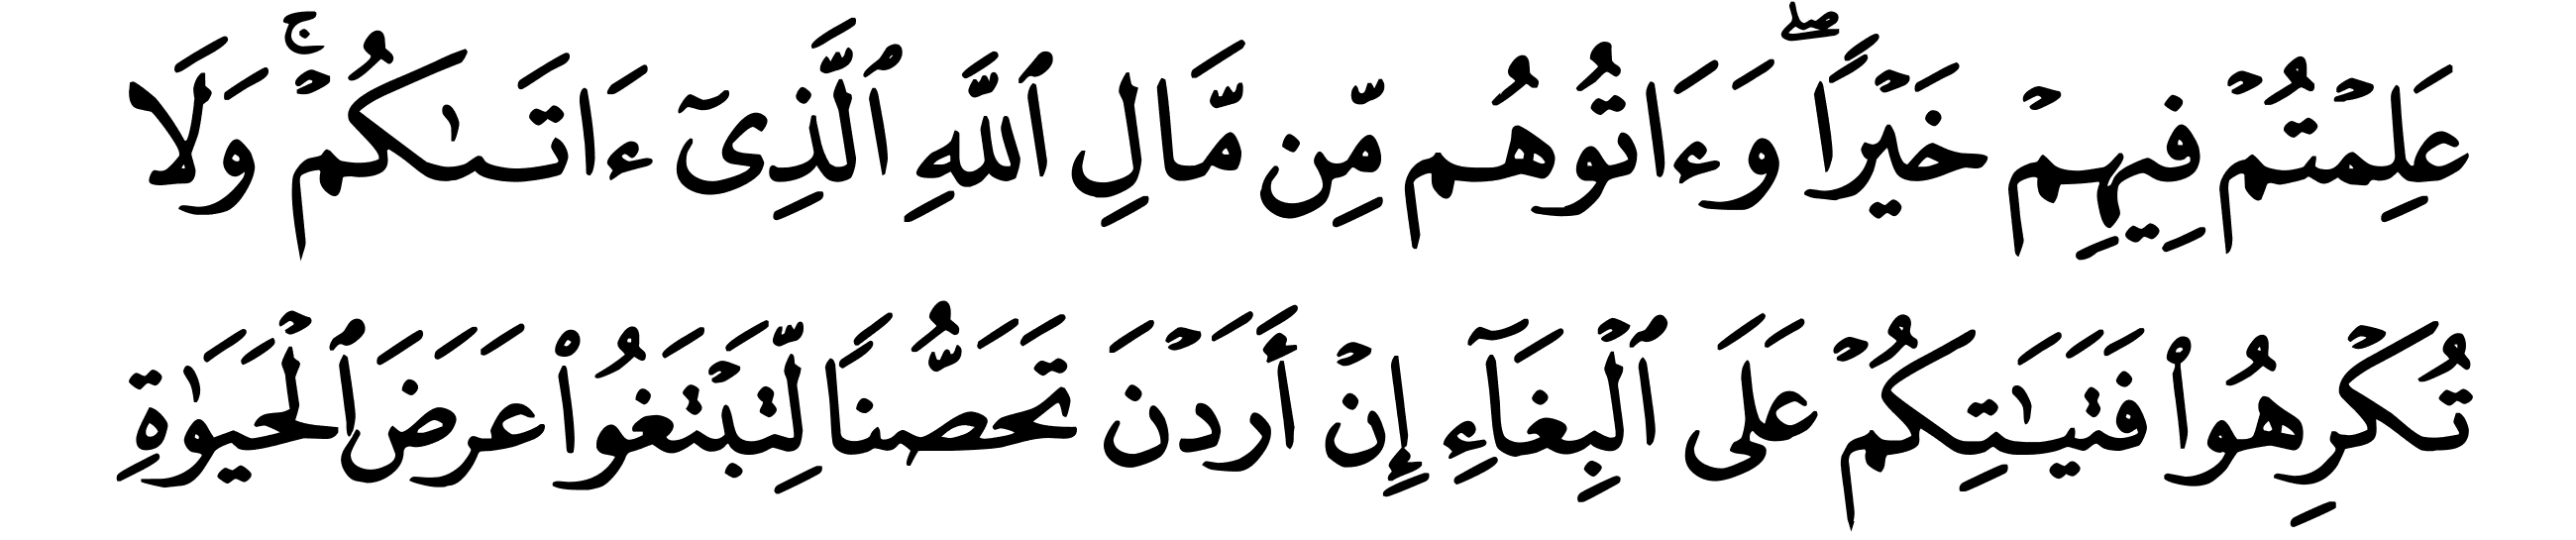 عَلِمۡتُمۡ فِيهِمۡ خَيۡرٗاۖ وَءَاتُوهُم مِّن مَّالِ ٱللَّهِ ٱلَّذِيٓ ءَاتَىٰكُمۡۚ وَلَا
تُكۡرِهُواْ فَتَيَٰتِكُمۡ عَلَى ٱلۡبِغَآءِ إِنۡ أَرَدۡنَ تَحَصُّنٗا لِّتَبۡتَغُواْ عَرَضَ ٱلۡحَيَوٰةِ